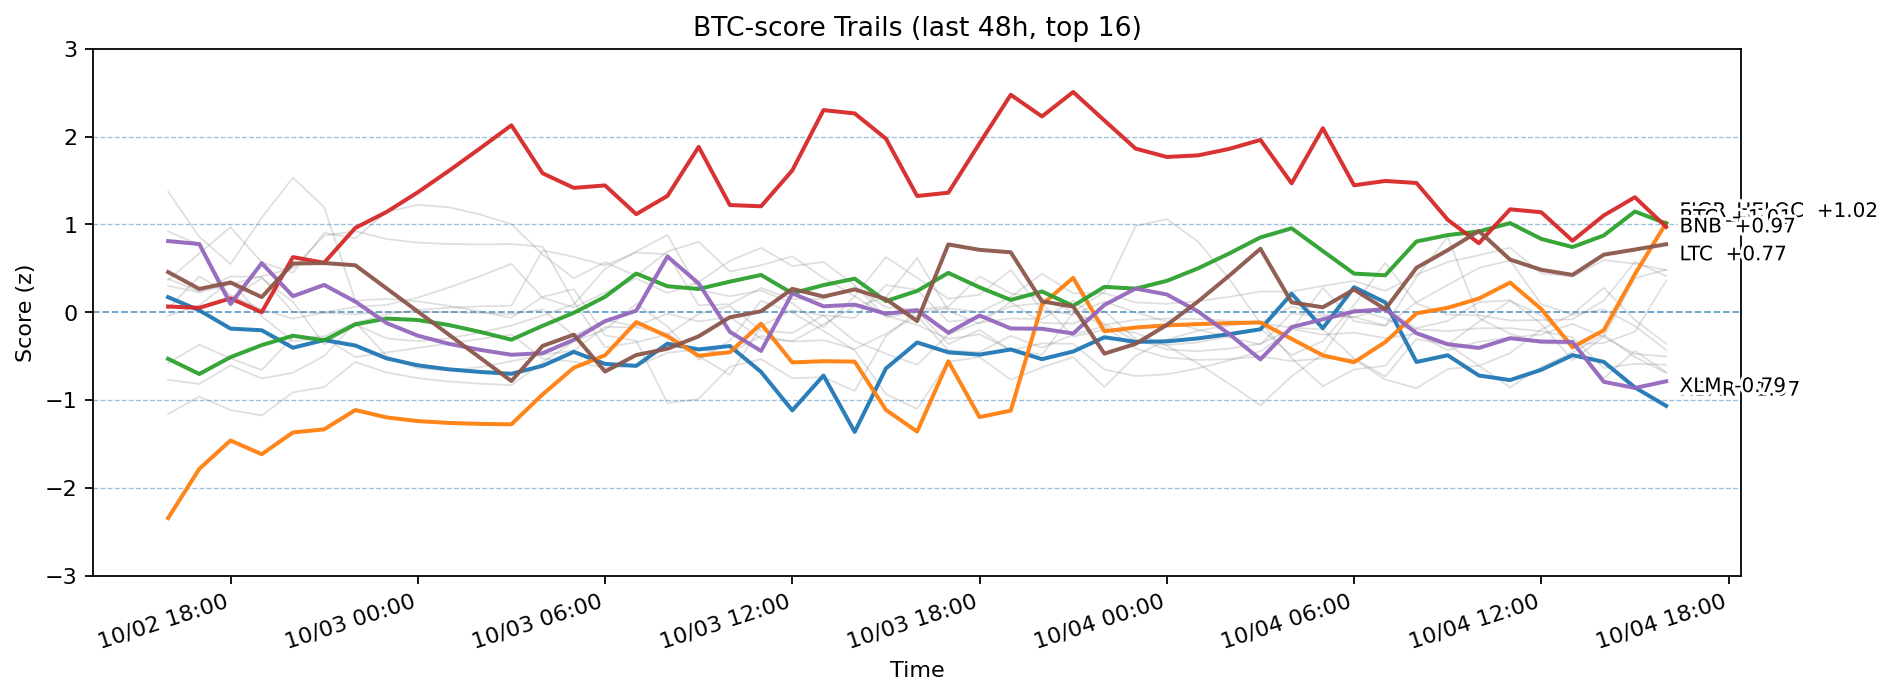 BTC-score Trails (last 48h, top 16)
Score (z)
3
2
1
0
−1
−2
−3
+1.02
BNB +0.97
LTC +0.77
XLM
10/02 18:00
10/03 00:00
10/03 06:00
10/03 12:00
10/03 18:00
10/04 00:00
10/04 06:00
10/04 12:00
10/04 18:00
Time